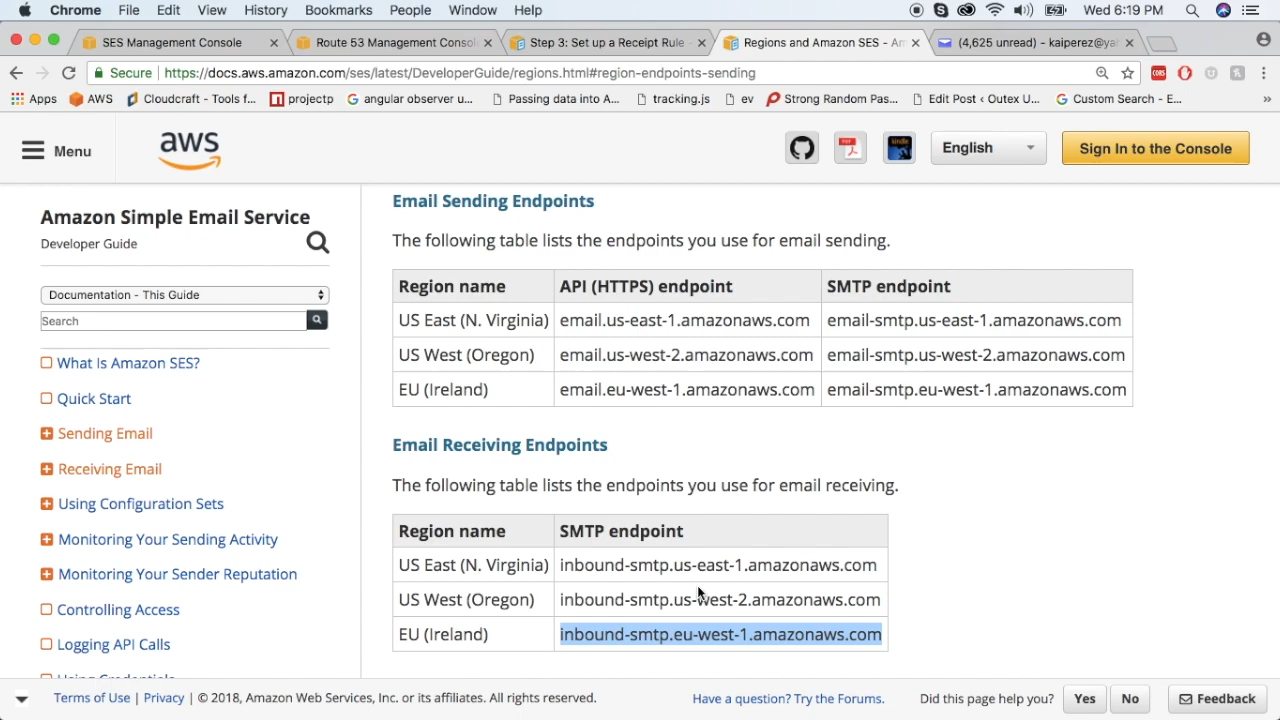 Chrome File Edit View History Bookmarks People Window Help Wed 6:19 PM
SES Management Console Route 53 Management Conso Step 3: Set up a Receipt Rule - Regions and Amazon SES - Am (4,625 unread) - kaiperez@ya
Secure https://docs.aws.amazon.com/ses/latest/DeveloperGuide/regions.html#region-endpoints-sending
Apps AWS Cloudcraft - Tools f... projectp angular observer u... Passing data into A... tracking.js ev Strong Random Pas... Edit Post ‹ Outex U... Custom Search - E... »
Menu aws English Sign In to the Console
Amazon Simple Email Service
Developer Guide
Documentation - This Guide
Search
What Is Amazon SES?
Quick Start
Sending Email
Receiving Email
Using Configuration Sets
Monitoring Your Sending Activity
Monitoring Your Sender Reputation
Controlling Access
Logging API Calls
Email Sending Endpoints
The following table lists the endpoints you use for email sending.
Region name API (HTTPS) endpoint SMTP endpoint
US East (N. Virginia) email.us-east-1.amazonaws.com email-smtp.us-east-1.amazonaws.com
US West (Oregon) email.us-west-2.amazonaws.com email-smtp.us-west-2.amazonaws.com
EU (Ireland) email.eu-west-1.amazonaws.com email-smtp.eu-west-1.amazonaws.com
Email Receiving Endpoints
The following table lists the endpoints you use for email receiving.
Region name SMTP endpoint
US East (N. Virginia) inbound-smtp.us-east-1.amazonaws.com
US West (Oregon) inbound-smtp.us-west-2.amazonaws.com
EU (Ireland) inbound-smtp.eu-west-1.amazonaws.com
Terms of Use | Privacy | © 2018, Amazon Web Services, Inc. or its affiliates. All rights reserved. Have a question? Try the Forums. Did this page help you? Yes No Feedback